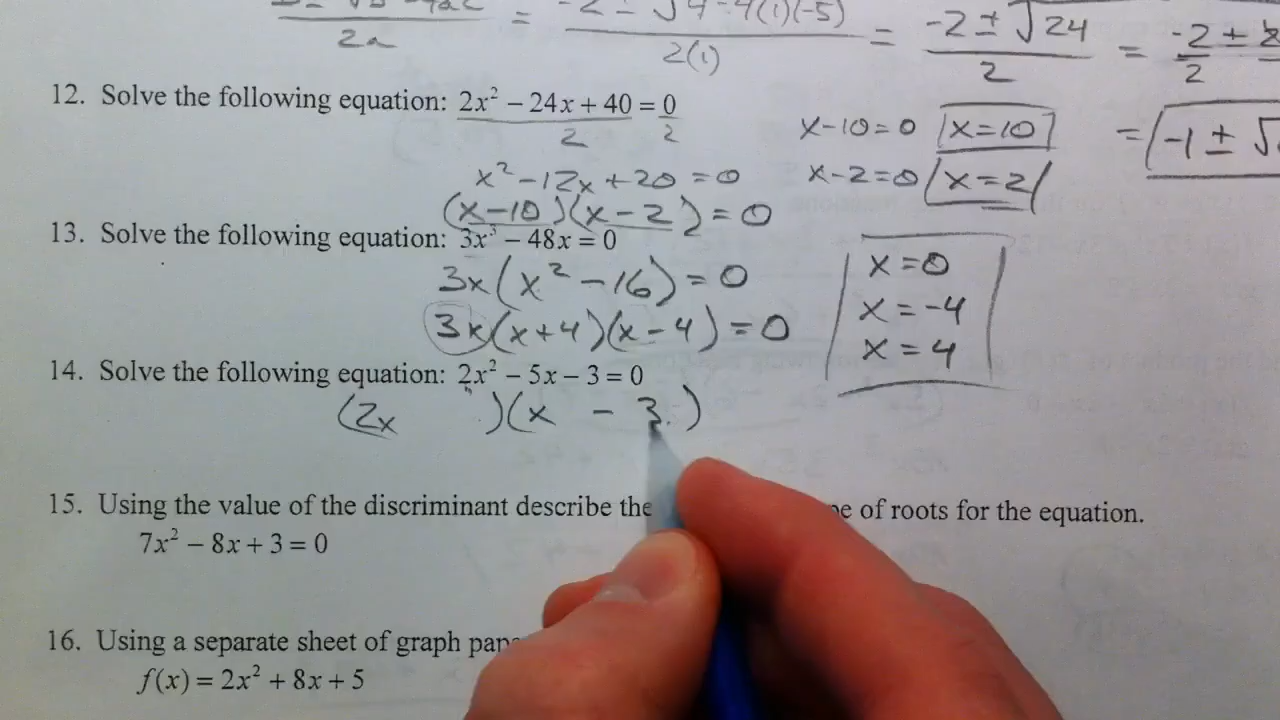 2a = 2(1) = -2 ± √24 / 2 = -2 ± / 2
12. Solve the following equation: 2x² − 24x + 40 = 0
2 2
x-10=0 x=10
= -1 ± √
x² -12x +20 = 0
x-2=0 x=2
(x-10)(x-2)=0
13. Solve the following equation: 3x³ − 48x = 0
3x(x² -16)=0
x=0
3x(x+4)(x-4)=0
x=-4
x=4
14. Solve the following equation: 2x² − 5x − 3 = 0
(2x )(x - 3 )
15. Using the value of the discriminant describe the of roots for the equation.
7x² − 8x + 3 = 0
16. Using a separate sheet of graph
f(x) = 2x² + 8x + 5